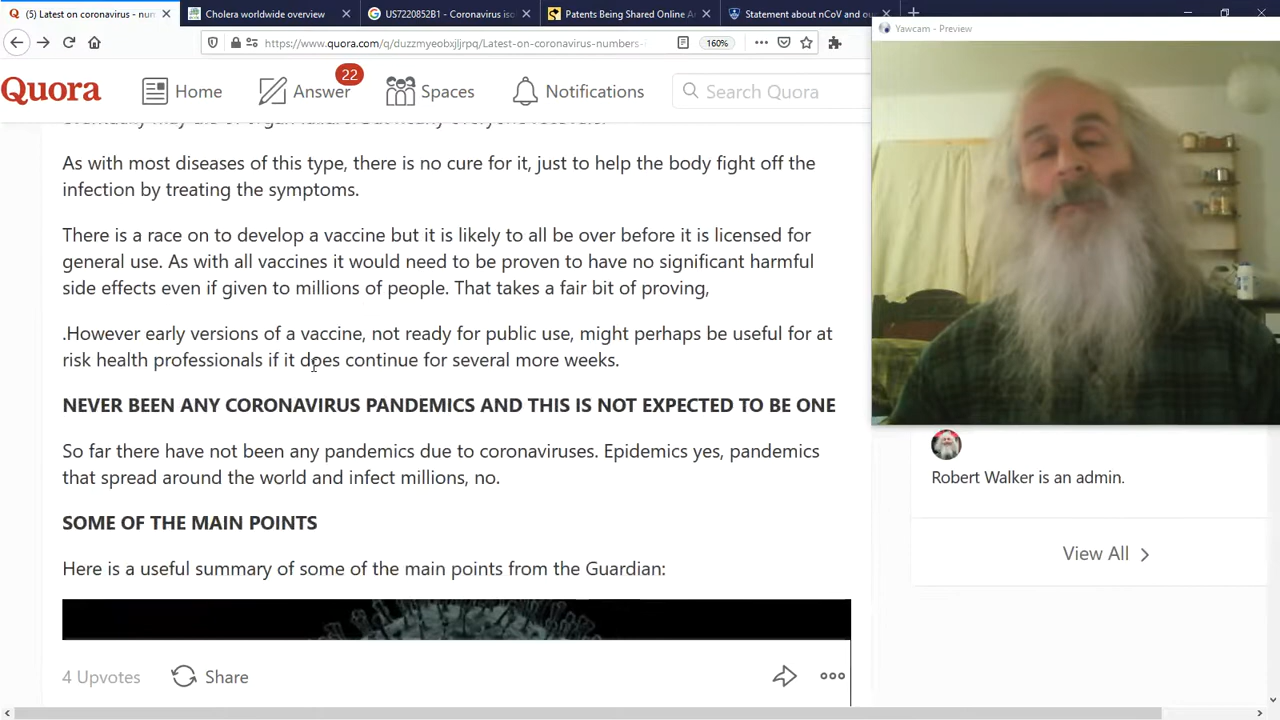 (5) Latest on coronavirus - num
Cholera worldwide overview
US7220852B1 - Coronavirus iso
Patents Being Shared Online A
Statement about nCoV and ou
Yawcam - Preview
https://www.quora.com/q/duzzmyeobxjljrpq/Latest-on-coronavirus-numbers-
160%
Quora
Home
Answer
22
Spaces
Notifications
Search Quora
As with most diseases of this type, there is no cure for it, just to help the body fight off the
infection by treating the symptoms.
There is a race on to develop a vaccine but it is likely to all be over before it is licensed for
general use. As with all vaccines it would need to be proven to have no significant harmful
side effects even if given to millions of people. That takes a fair bit of proving,
.However early versions of a vaccine, not ready for public use, might perhaps be useful for at
risk health professionals if it does continue for several more weeks.
NEVER BEEN ANY CORONAVIRUS PANDEMICS AND THIS IS NOT EXPECTED TO BE ONE
So far there have not been any pandemics due to coronaviruses. Epidemics yes, pandemics
that spread around the world and infect millions, no.
SOME OF THE MAIN POINTS
Here is a useful summary of some of the main points from the Guardian:
4 Upvotes
Share
Robert Walker is an admin.
View All